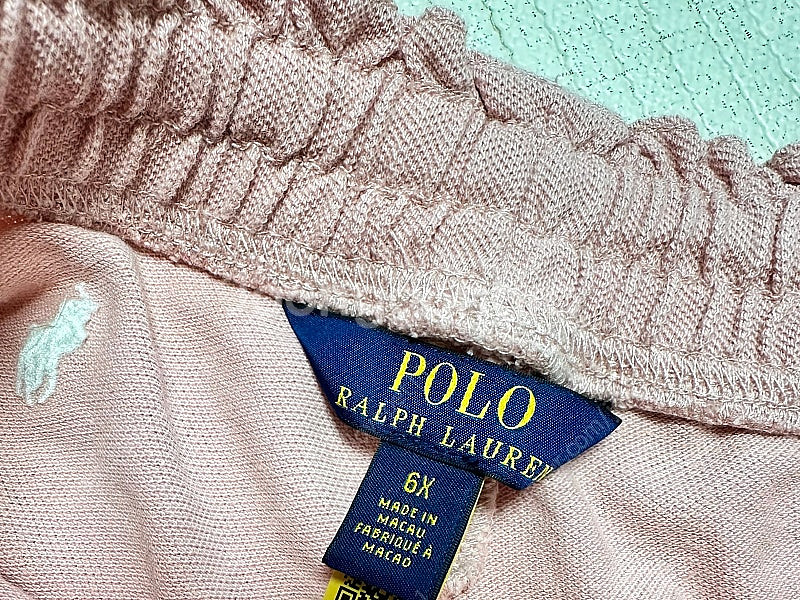 POLO
RALPH LAUREN
6X
MADE IN
MACAU
FABRIQUÉ À
MACAO